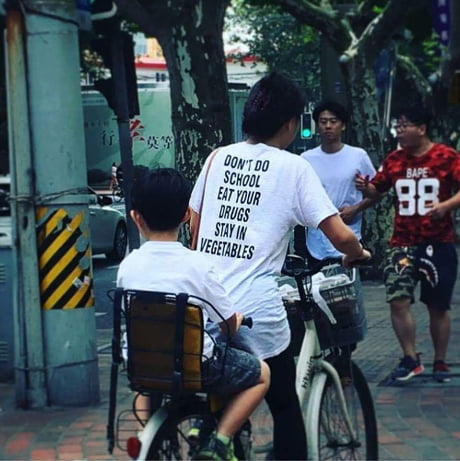 DON'T DO
SCHOOL
EAT YOUR
DRUGS
STAY IN
VEGETABLES
BAPE
88